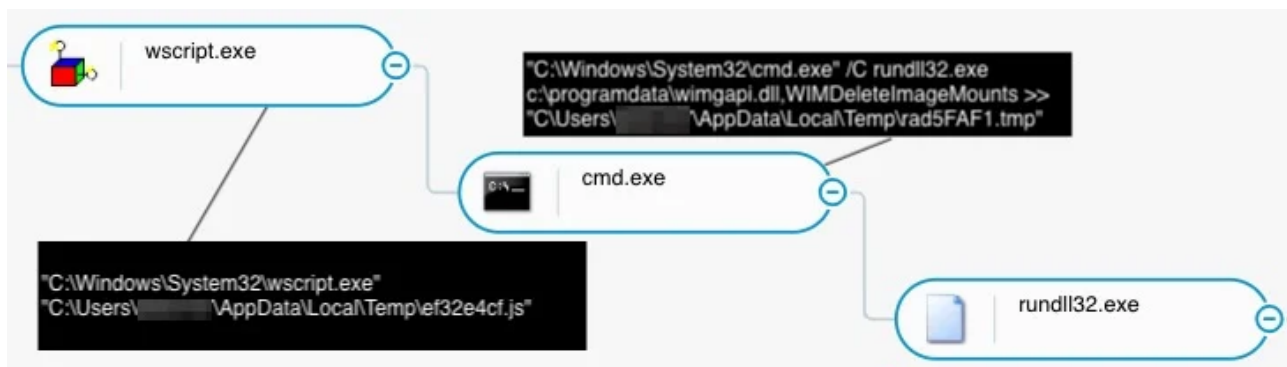 wscript.exe
"C:\Windows\System32\cmd.exe" /C rundll32.exe
c:\programdata\wimgapi.dll,WIMDeleteImageMounts >>
"C\Users\ \AppData\Local\Temp\rad5FAF1.tmp"
cmd.exe
"C:\Windows\System32\wscript.exe"
"C:\Users\ \AppData\Local\Temp\ef32e4cf.js"
rundll32.exe